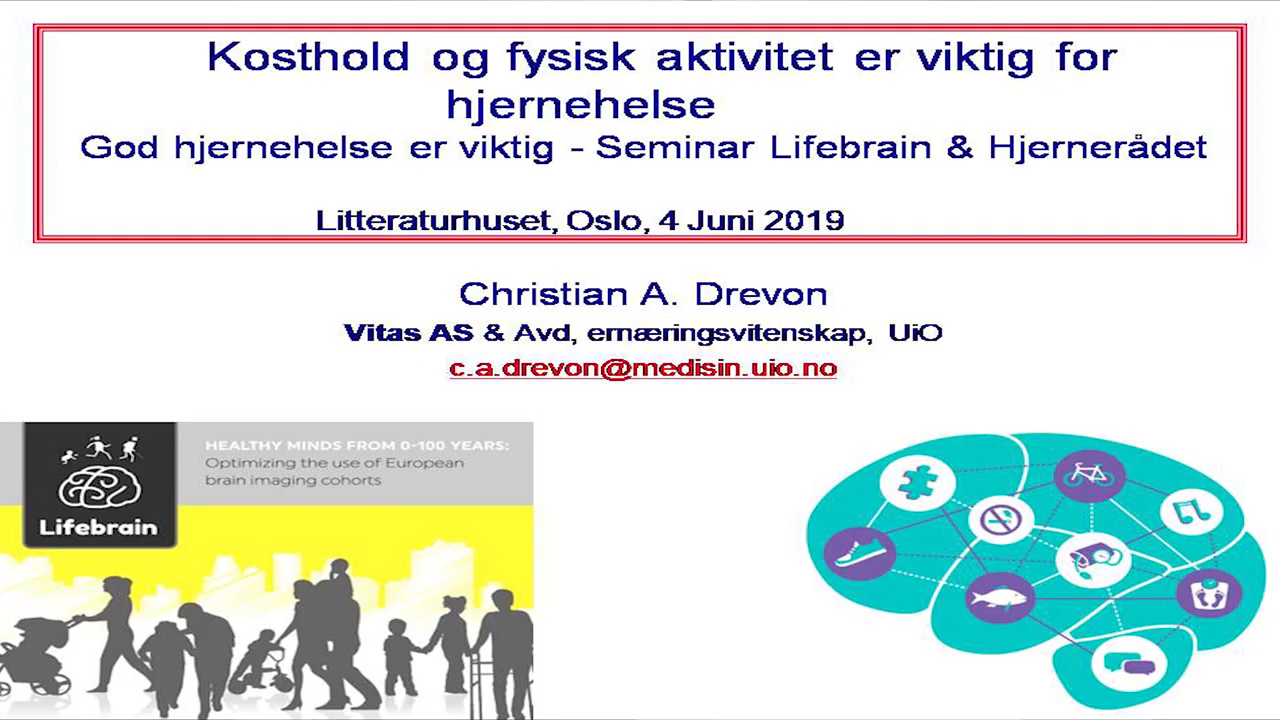 Kosthold og fysisk aktivitet er viktig for
hjernehelse
God hjernehelse er viktig - Seminar Lifebrain & Hjernerådet
Litteraturhuset, Oslo, 4 Juni 2019
Christian A. Drevon
Vitas AS & Avd, ernæringsvitenskap, UiO
c.a.drevon@medisin.uio.no
HEALTHY MINDS FROM 0-100 YEARS:
Optimizing the use of European
brain imaging cohorts
Lifebrain